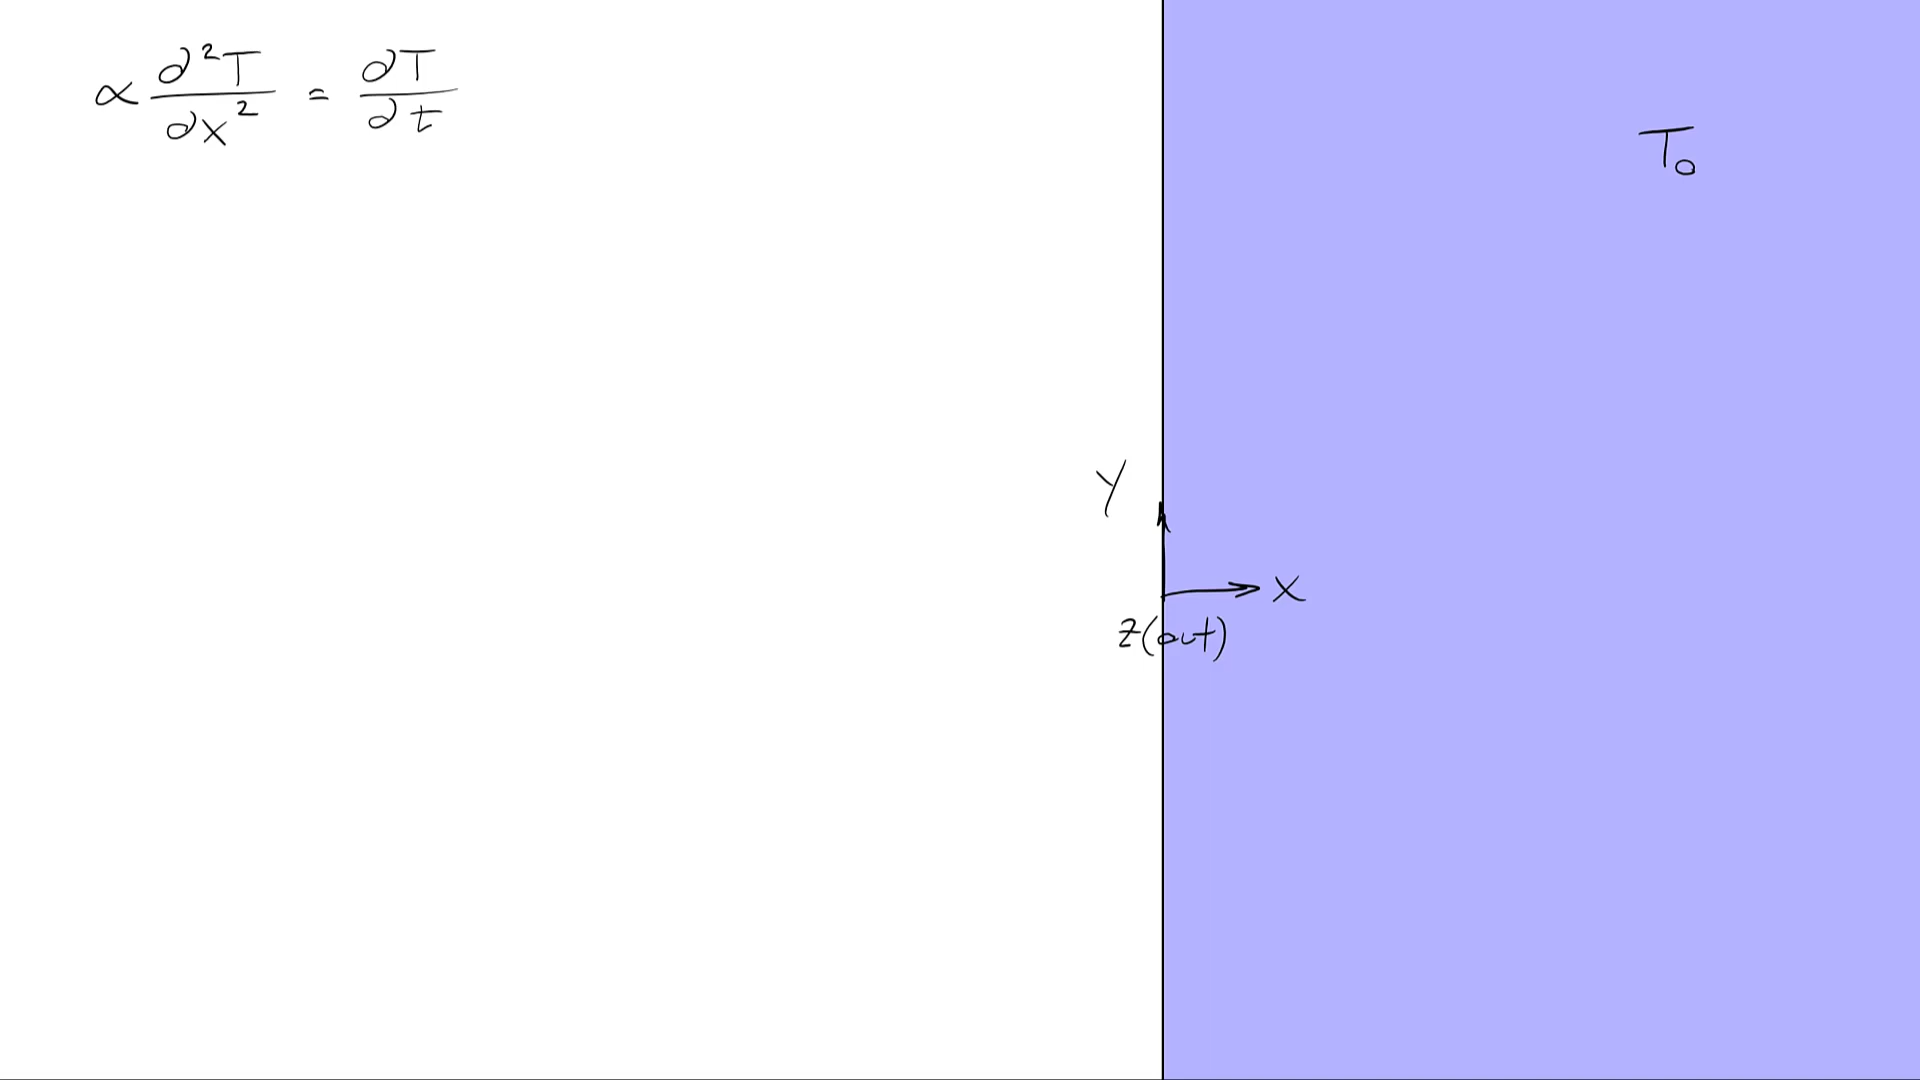 ∝ ∂²T/∂x² = ∂T/∂t
T₀
Y
X
Z(out)